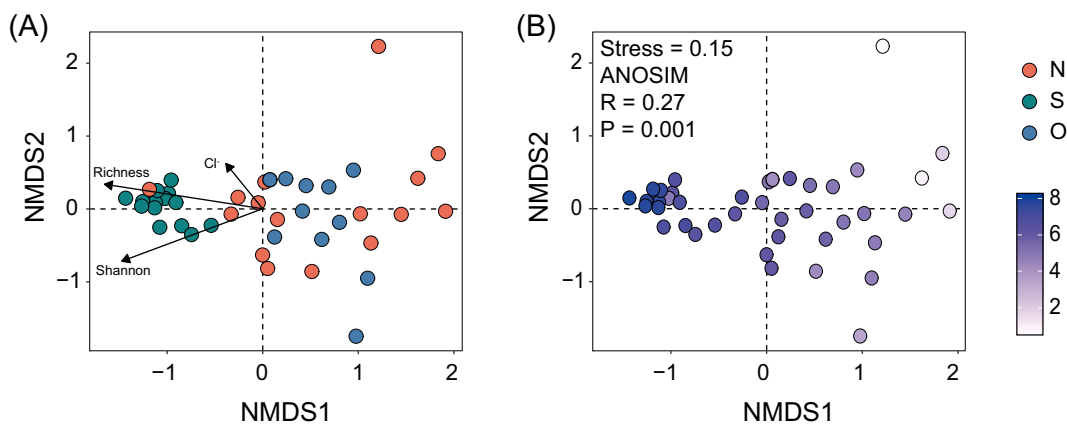 (A)
2
1
0
−1
NMDS2
Richness
Cl-
Shannon
−1
0
1
2
NMDS1
(B)
Stress = 0.15
ANOSIM
R = 0.27
P = 0.001
2
1
0
−1
NMDS2
−1
0
1
2
NMDS1
N
S
O
8
6
4
2